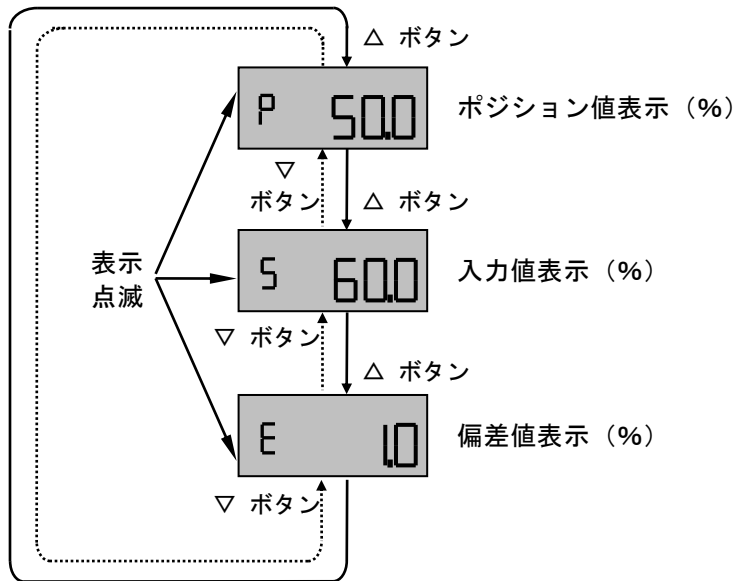 △ ボタン
P 50.0
ポジション値表示（%）
▽
ボタン
△ ボタン
表示
点滅
S 60.0
入力値表示（%）
▽ ボタン
△ ボタン
E 1.0
偏差値表示（%）
▽ ボタン